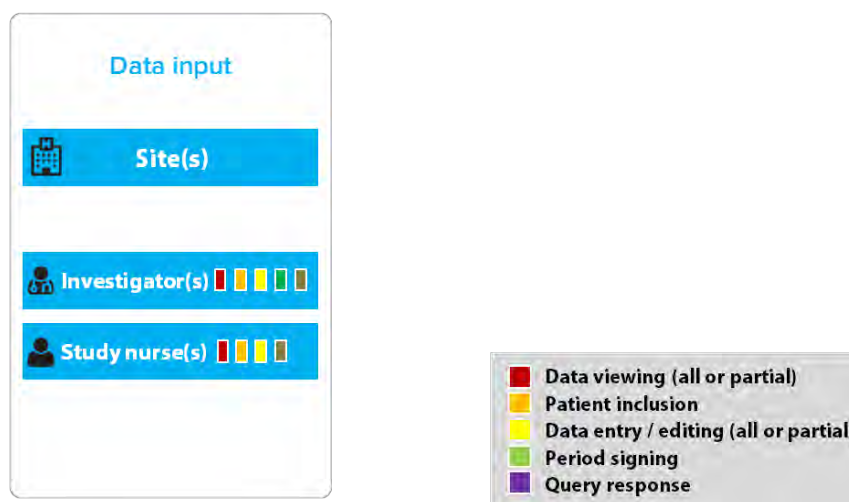 Data input
Site(s)
Investigator(s)
Study nurse(s)
Data viewing (all or partial)
Patient inclusion
Data entry / editing (all or partial
Period signing
Query response